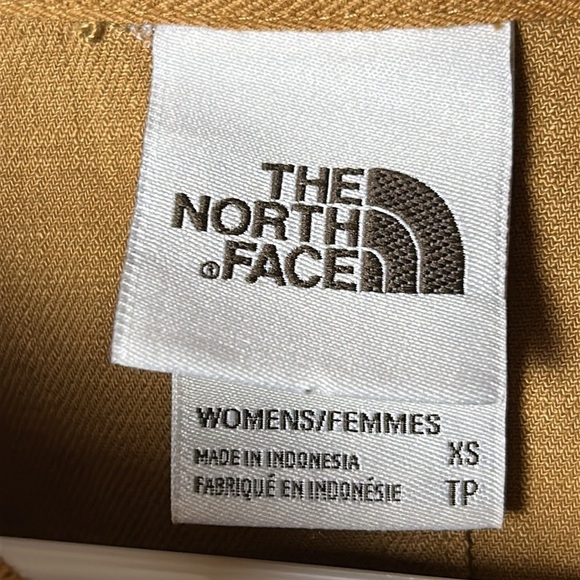 THE
NORTH
® FACE
WOMENS/FEMMES
MADE IN INDONESIA XS
FABRIQUÉ EN INDONÉSIE TP